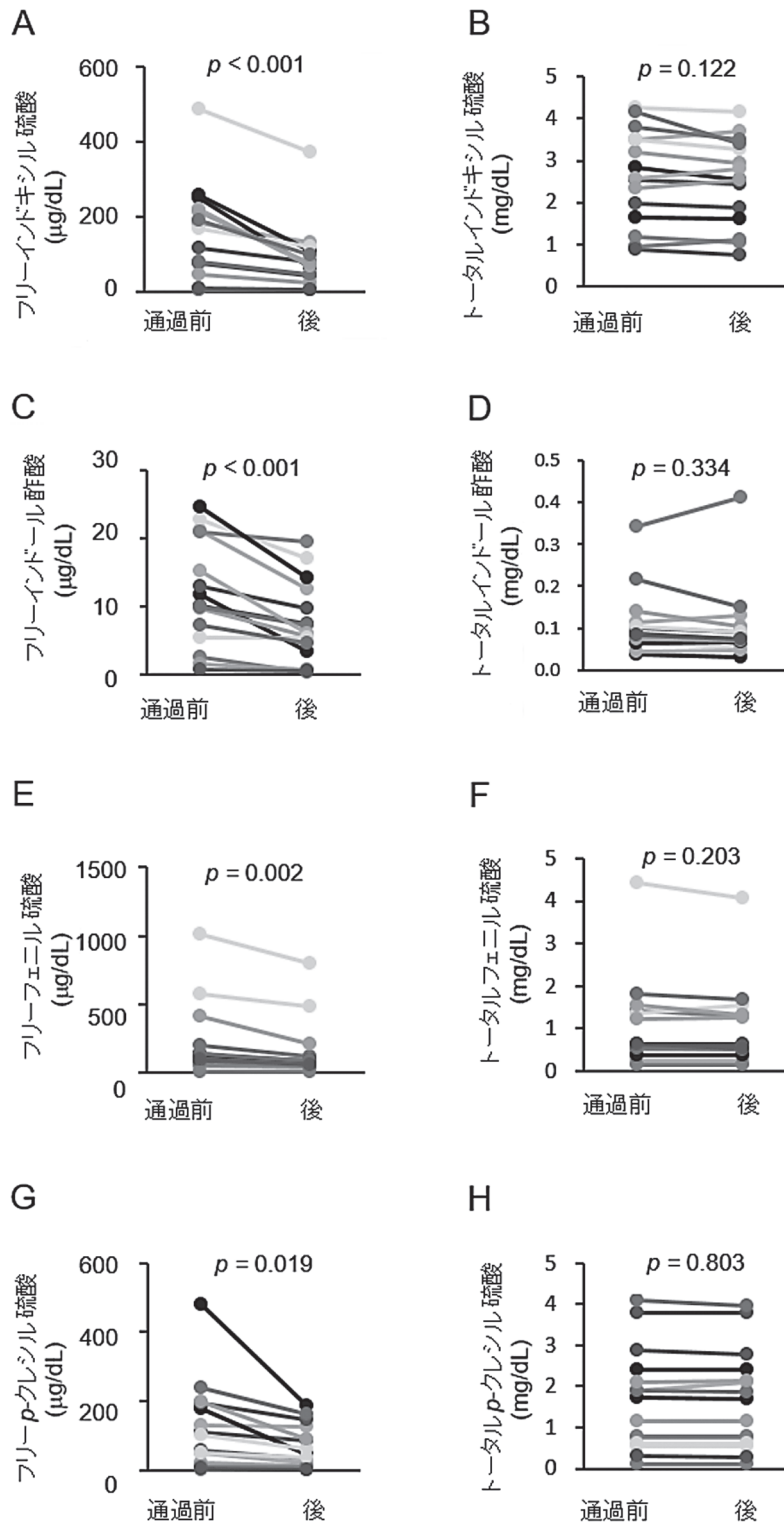 A
フリーインドキシル硫酸
(μg/dL)
600
400
200
0
p < 0.001
通過前
後
B
トータルインドキシル硫酸
(mg/dL)
5
4
3
2
1
0
p = 0.122
通過前
後
C
フリーインドール酢酸
(μg/dL)
30
20
10
0
p < 0.001
通過前
後
D
トータルインドール酢酸
(mg/dL)
0.5
0.4
0.3
0.2
0.1
0.0
p = 0.334
通過前
後
E
フリーフェニル硫酸
(μg/dL)
1500
1000
500
0
p = 0.002
通過前
後
F
トータルフェニル硫酸
(mg/dL)
5
4
3
2
1
0
p = 0.203
通過前
後
G
フリーp-クレシル硫酸
(μg/dL)
600
400
200
0
p = 0.019
通過前
後
H
トータルp-クレシル硫酸
(mg/dL)
5
4
3
2
1
0
p = 0.803
通過前
後